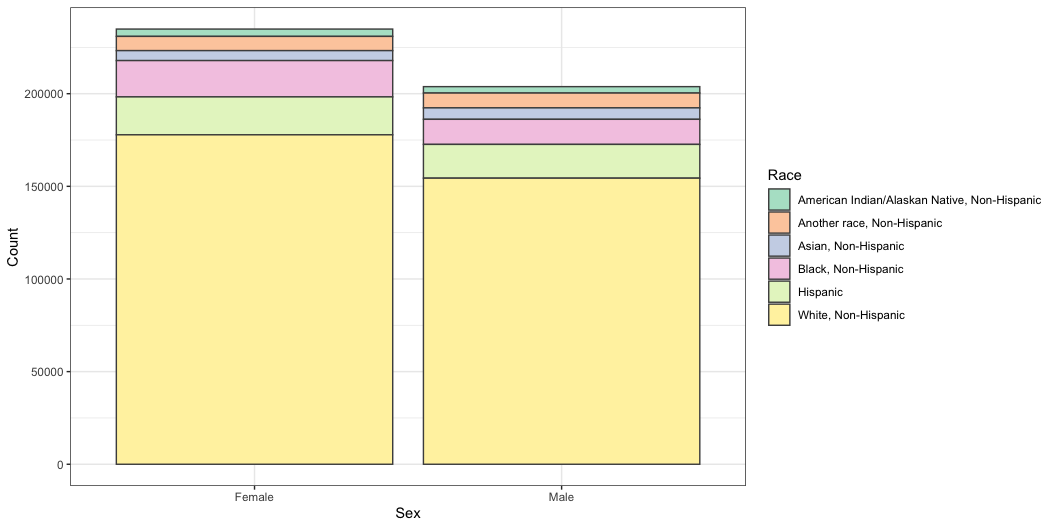 Count
200000
150000
100000
50000
0
Female
Male
Sex
Race
American Indian/Alaskan Native, Non-Hispanic
Another race, Non-Hispanic
Asian, Non-Hispanic
Black, Non-Hispanic
Hispanic
White, Non-Hispanic